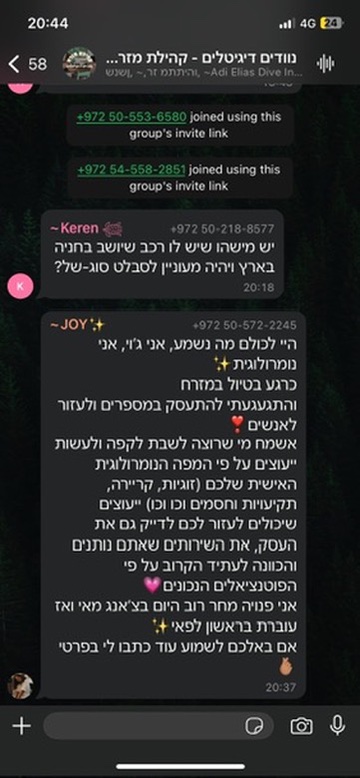 20:44
4G 24
58
נוודים דיגיטלים - קהילת מזר...
~Adi Elias Dive In...
+972 50-553-6580 joined using this
group's invite link
+972 54-558-2851 joined using this
group's invite link
~Keren +972 50-218-8577
יש מישהו שיש לו רכב שיושב בחניה
בארץ ויהיה מעוניין לסבלט סוג-של?
20:18
K
~JOY✨ +972 50-572-2245
היי לכולם מה נשמע, אני ג׳וי, אני
נומרולוגית✨
כרגע בטיול במזרח
והתגעגעתי להתעסק במספרים ולעזור
לאנשים❣️
אשמח מי שרוצה לשבת לקפה ולעשות
ייעוצים על פי המפה הנומרולוגית
האישית שלכם (זוגיות, קריירה,
תקיעויות וחסמים וכו וכו) ייעוצים
שיכולים לעזור לכם לדייק גם את
העסק, את השירותים שאתם נותנים
והכוונה לעתיד הקרוב על פי
הפוטנציאלים הנכונים💗
אני פנויה מחר רוב היום בצ׳אנג מאי ואז
עוברת בראשון לפאי✨
אם באלכם לשמוע עוד כתבו לי בפרטי
🫰🏼
20:37